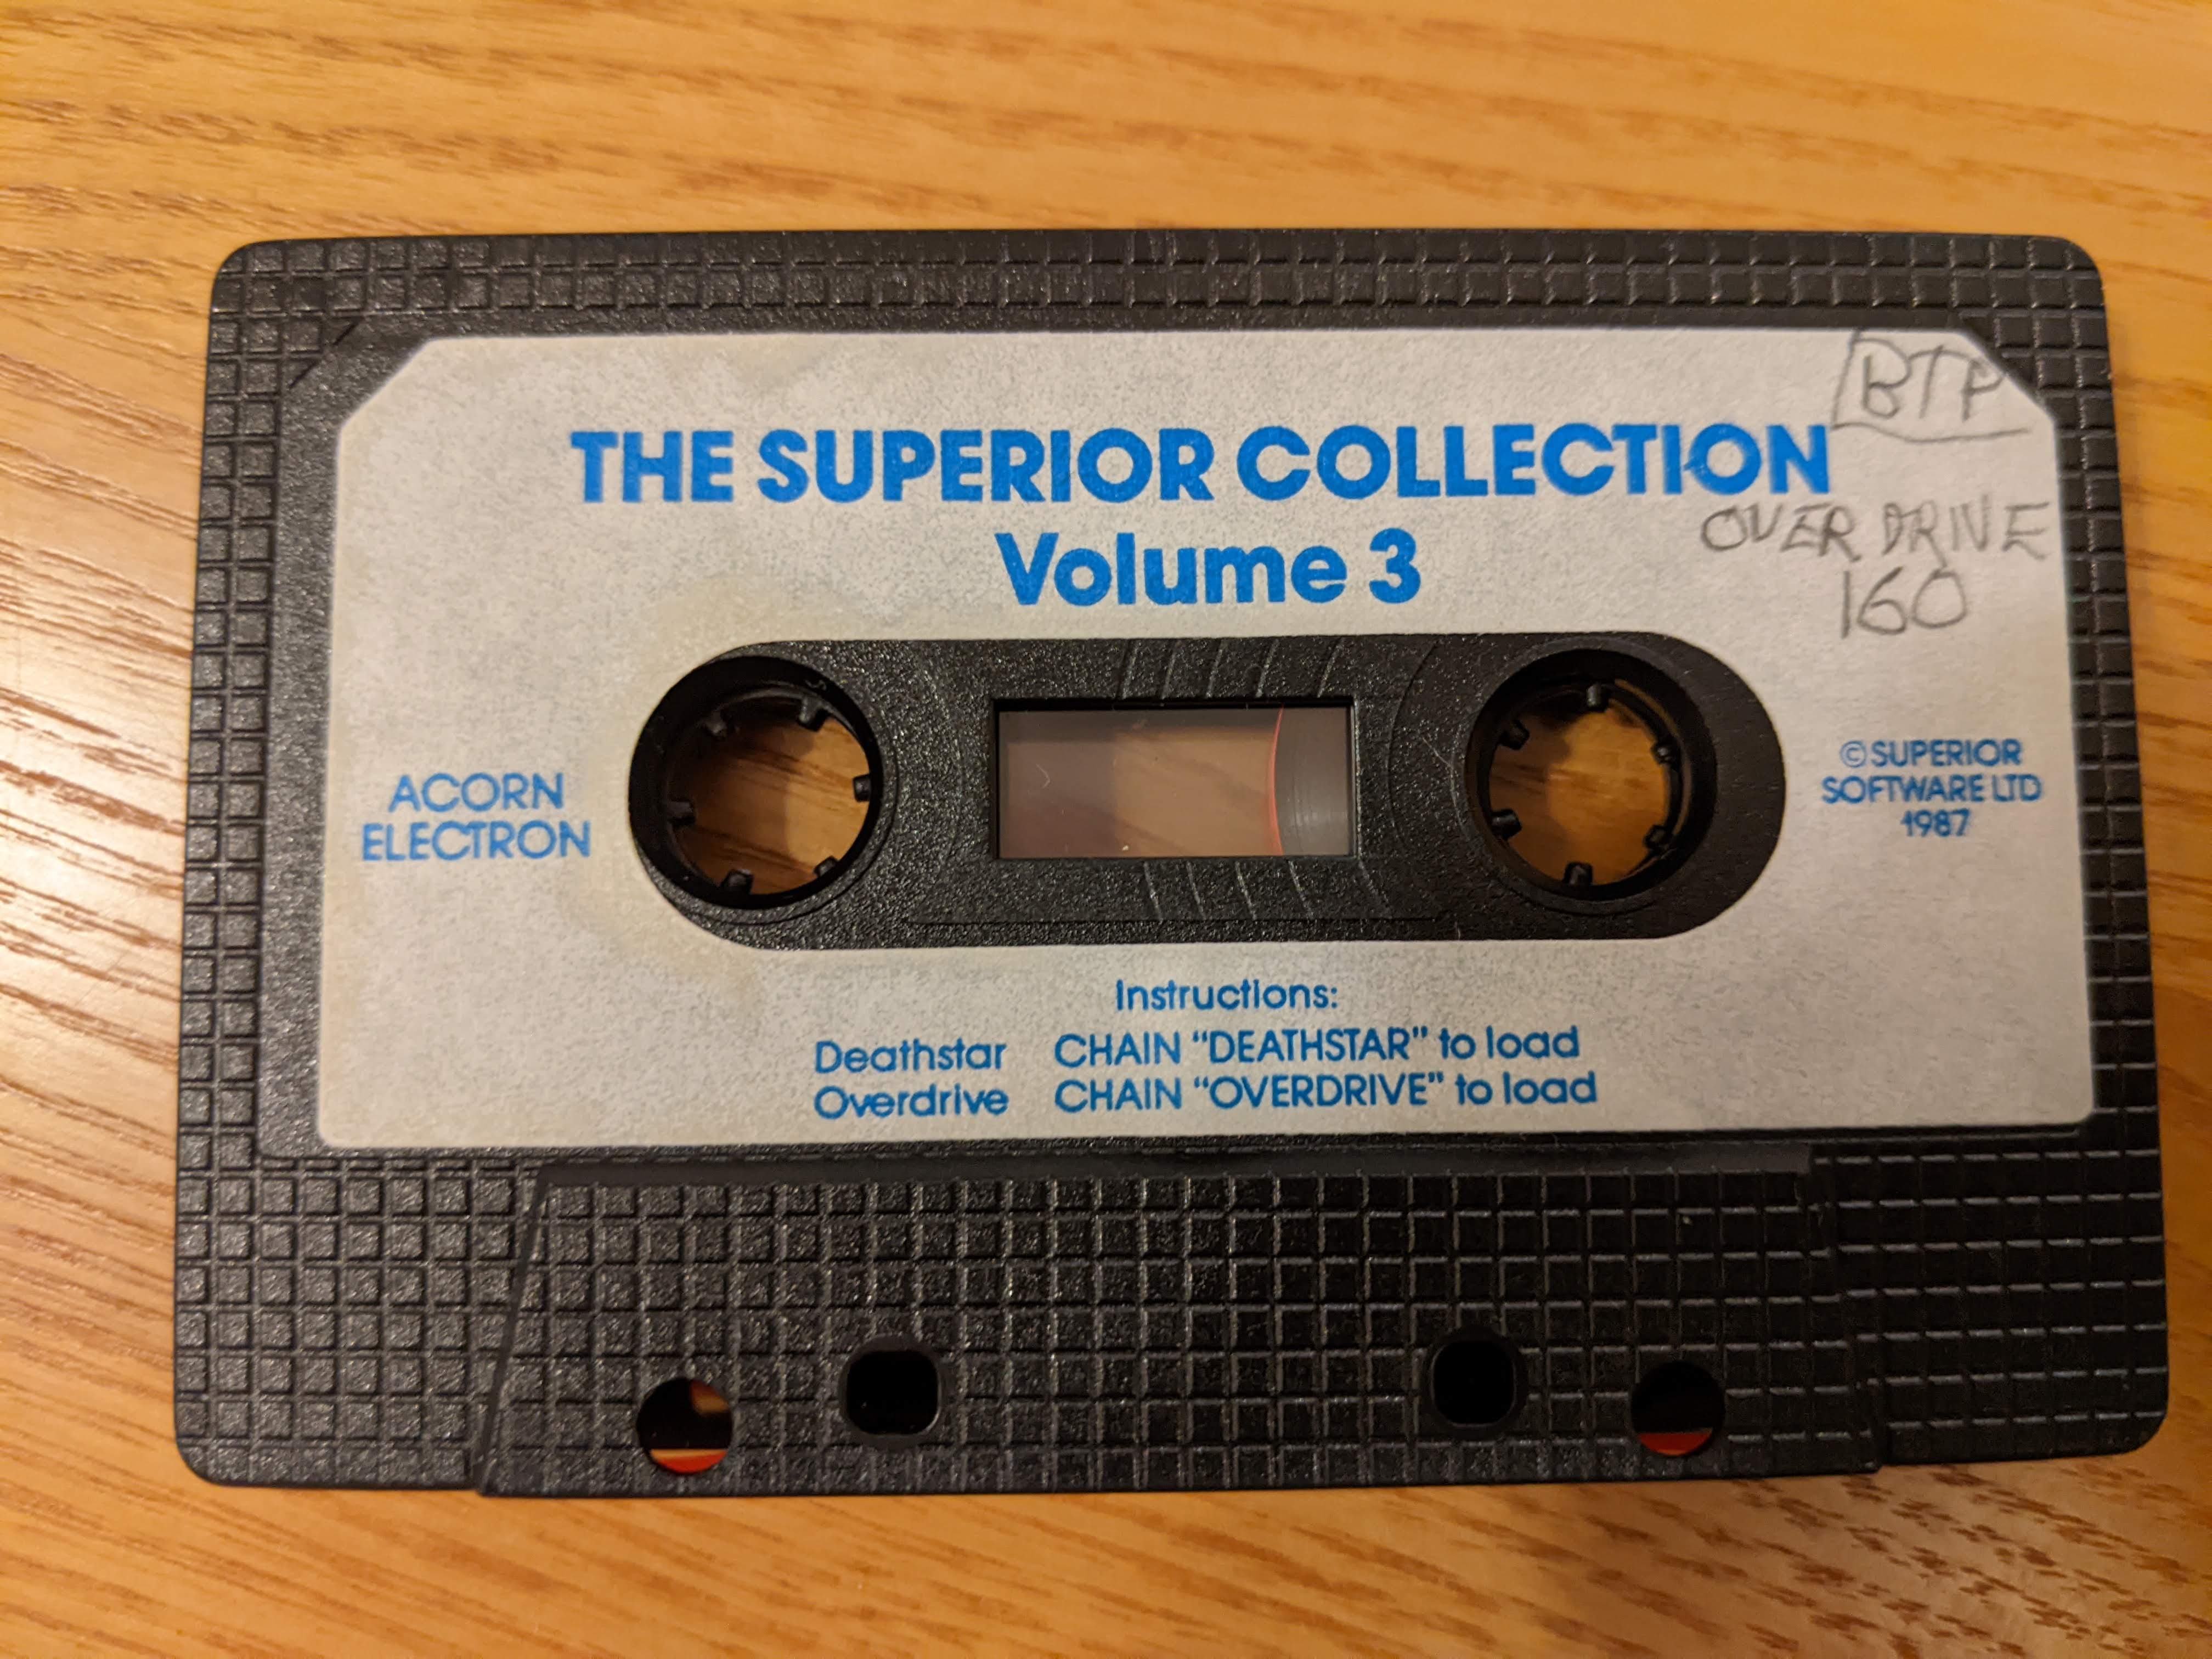 BTP
THE SUPERIOR COLLECTION
Volume 3
OVER DRIVE
160
ACORN
ELECTRON
© SUPERIOR
SOFTWARE LTD
1987
Instructions:
Deathstar CHAIN “DEATHSTAR” to load
Overdrive CHAIN “OVERDRIVE” to load